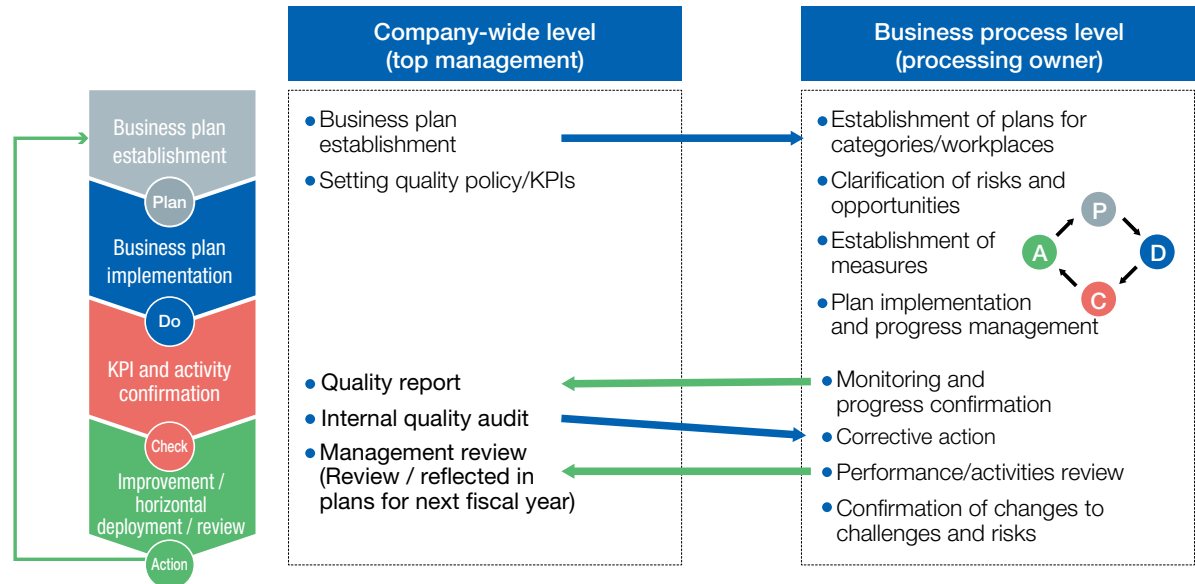 Company-wide level
(top management)
Business process level
(processing owner)
Business plan
establishment
Plan
Business plan
implementation
Do
KPI and activity
confirmation
Check
Improvement /
horizontal
deployment / review
Action
• Business plan
establishment
• Setting quality policy/KPIs
• Quality report
• Internal quality audit
• Management review
(Review / reflected in
plans for next fiscal year)
• Establishment of plans for
categories/workplaces
• Clarification of risks and
opportunities
• Establishment of
measures
• Plan implementation
and progress management
P
A
D
C
• Monitoring and
progress confirmation
• Corrective action
• Performance/activities review
• Confirmation of changes to
challenges and risks